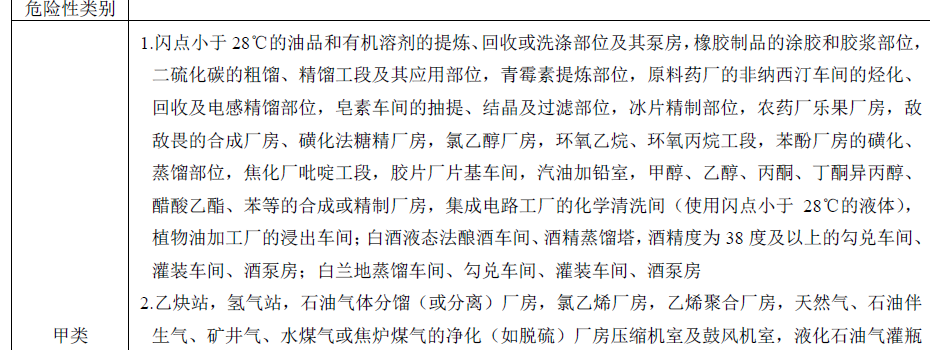 危险性类别
1.闪点小于28℃的油品和有机溶剂的提炼、回收或洗涤部位及其泵房，橡胶制品的涂胶和胶浆部位，
二硫化碳的粗馏、精馏工段及其应用部位，青霉素提炼部位，原料药厂的非纳西汀车间的烃化、
回收及电感精馏部位，皂素车间的抽提、结晶及过滤部位，冰片精制部位，农药厂乐果厂房，敌
敌畏的合成厂房、磺化法糖精厂房，氯乙醇厂房，环氧乙烷、环氧丙烷工段，苯酚厂房的磺化、
蒸馏部位，焦化厂吡啶工段，胶片厂片基车间，汽油加铅室，甲醇、乙醇、丙酮、丁酮异丙醇、
醋酸乙酯、苯等的合成或精制厂房，集成电路工厂的化学清洗间（使用闪点小于 28℃的液体），
植物油加工厂的浸出车间；白酒液态法酿酒车间、酒精蒸馏塔，酒精度为38度及以上的勾兑车间、
灌装车间、酒泵房；白兰地蒸馏车间、勾兑车间、灌装车间、酒泵房
2.乙炔站，氢气站，石油气体分馏（或分离）厂房，氯乙烯厂房，乙烯聚合厂房，天然气、石油伴
甲类 生气、矿井气、水煤气或焦炉煤气的净化（如脱硫）厂房压缩机室及鼓风机室，液化石油气灌瓶